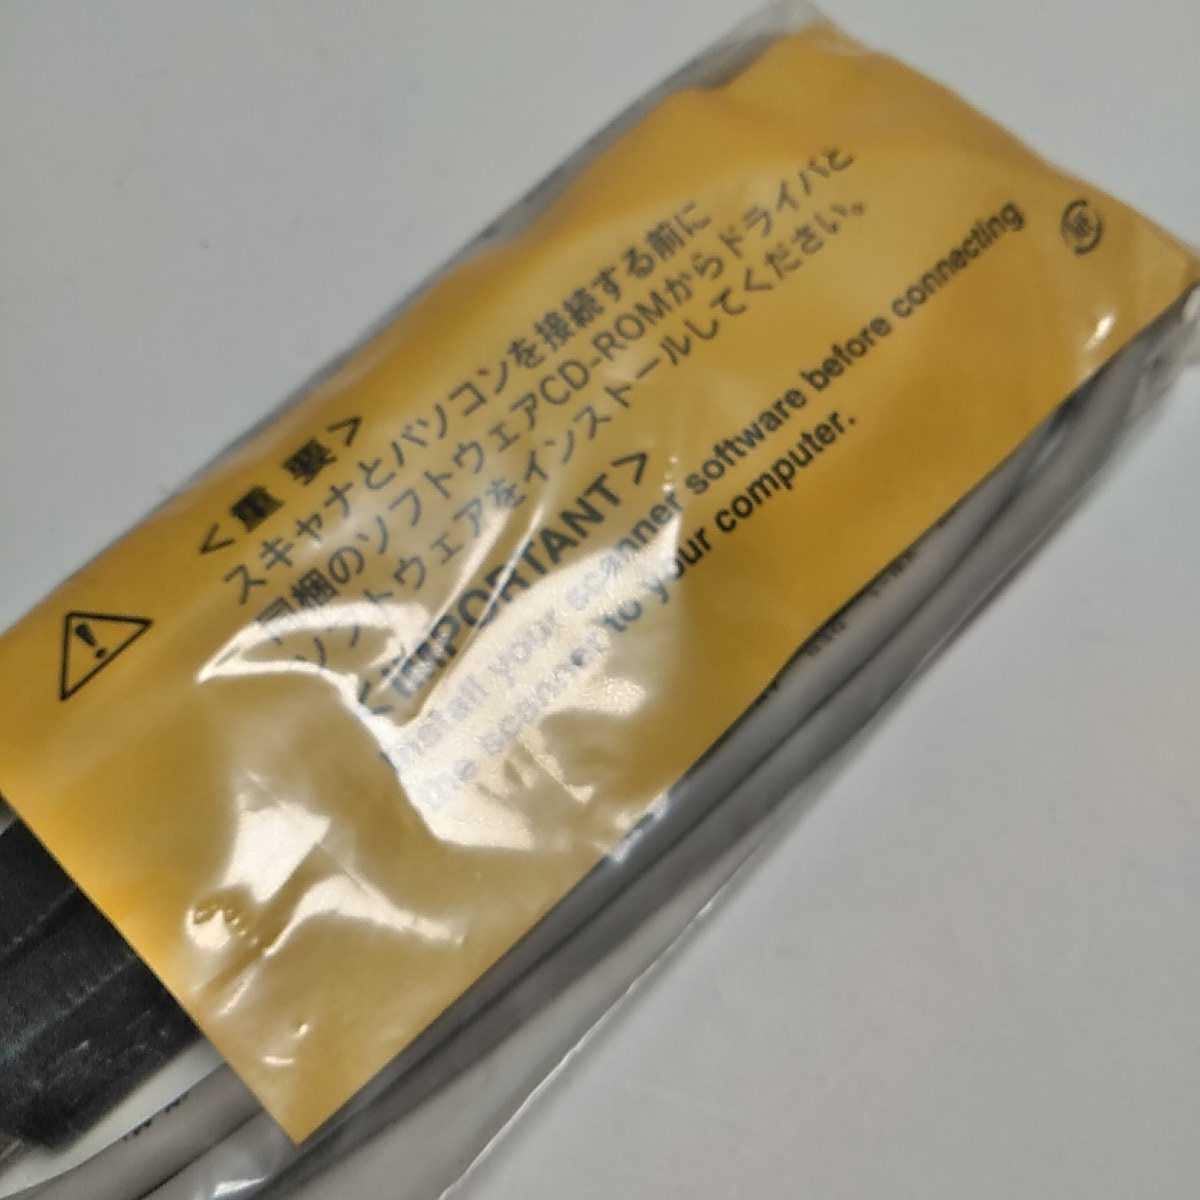 <重 要>
スキャナとパソコンを接続する前に
同梱のソフトウェアCD-ROMからドライバと
ソフトウェアをインストールしてください。
<IMPORTANT>
Install your scanner software before connecting
the scanner to your computer.